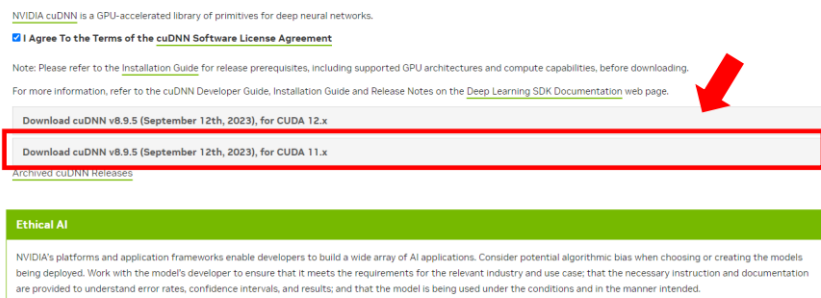 NVIDIA cuDNN is a GPU-accelerated library of primitives for deep neural networks.
I Agree To the Terms of the cuDNN Software License Agreement
Note: Please refer to the Installation Guide for release prerequisites, including supported GPU architectures and compute capabilities, before downloading.
For more information, refer to the cuDNN Developer Guide, Installation Guide and Release Notes on the Deep Learning SDK Documentation web page.
Download cuDNN v8.9.5 (September 12th, 2023), for CUDA 12.x
Download cuDNN v8.9.5 (September 12th, 2023), for CUDA 11.x
Archived cuDNN Releases
Ethical AI
NVIDIA's platforms and application frameworks enable developers to build a wide array of AI applications. Consider potential algorithmic bias when choosing or creating the models
being deployed. Work with the model's developer to ensure that it meets the requirements for the relevant industry and use case; that the necessary instruction and documentation
are provided to understand error rates, confidence intervals, and results; and that the model is being used under the conditions and in the manner intended.